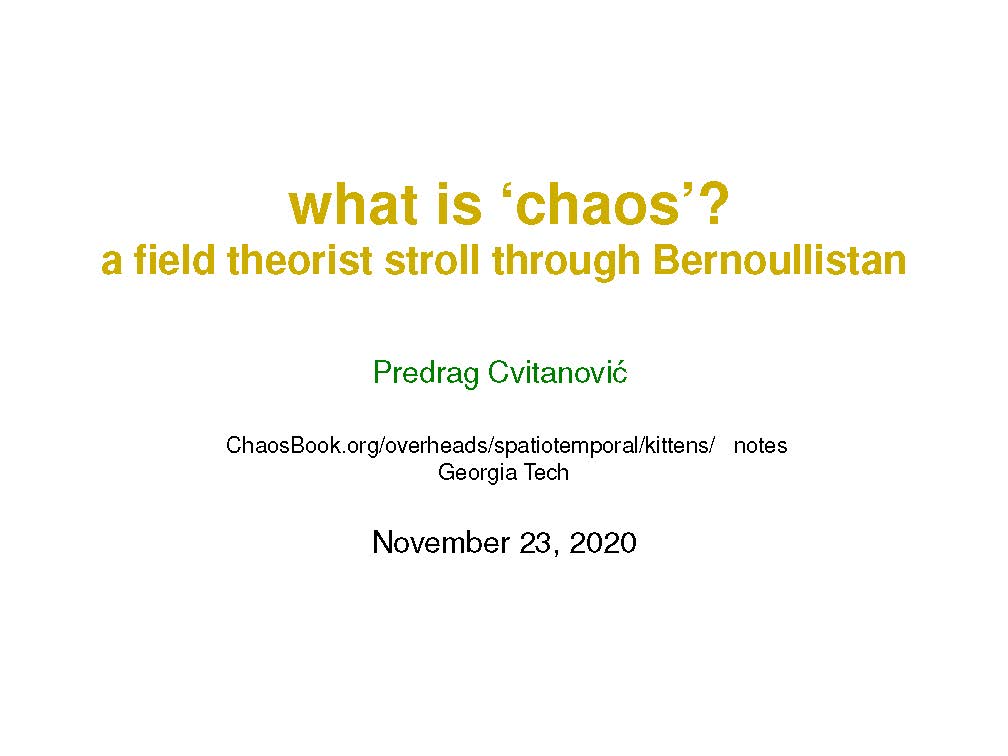 what is ‘chaos’?
a field theorist stroll through Bernoullistan
Predrag Cvitanović
ChaosBook.org/overheads/spatiotemporal/kittens/ notes
Georgia Tech
November 23, 2020